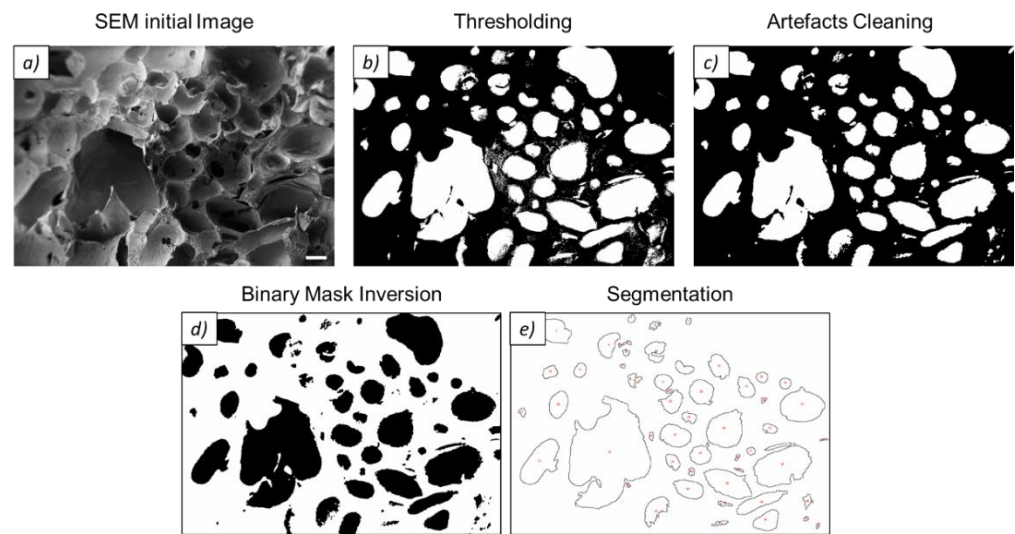 SEM initial Image
Thresholding
Artefacts Cleaning
a)
b)
c)
Binary Mask Inversion
Segmentation
d)
e)